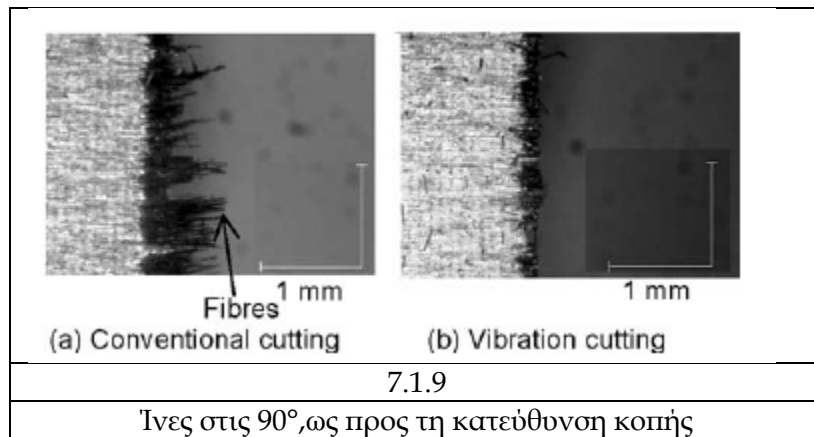 1 mm
1 mm
Fibres
(a) Conventional cutting
(b) Vibration cutting
7.1.9
Ίνες στις 90°,ως προς τη κατεύθυνση κοπής